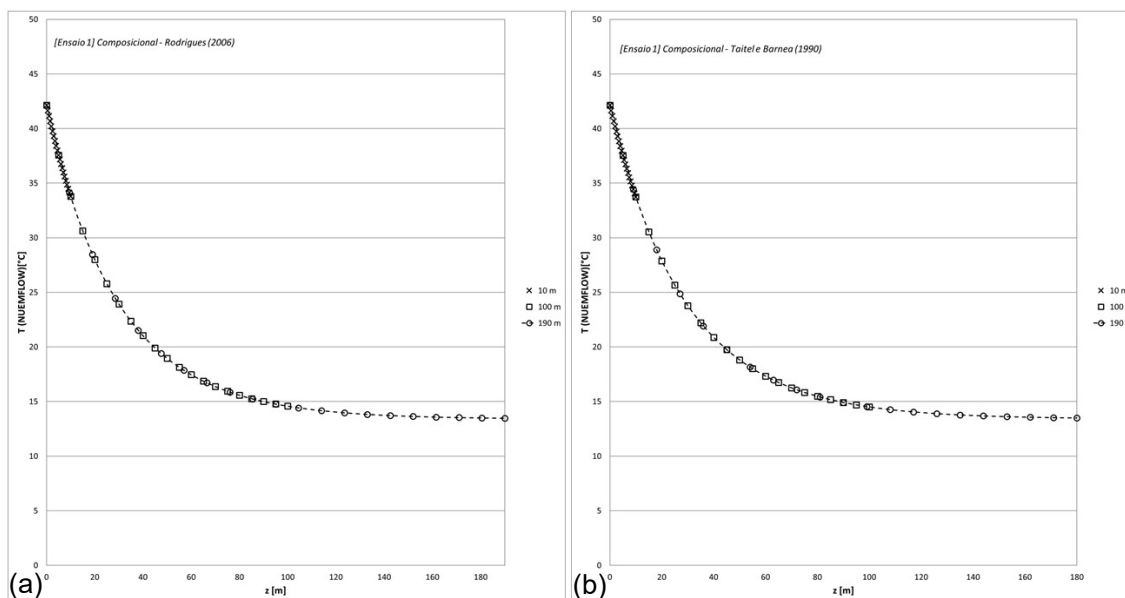 [Ensaio 1] Composicional - Rodrigues (2006)
50
45
40
35
30
25
20
15
10
5
0
T (NUEMFLOW)[°C]
0 20 40 60 80 100 120 140 160 180
z [m]
10 m
100 m
190 m
(a)
[Ensaio 1] Composicional - Taitel e Barnea (1990)
50
45
40
35
30
25
20
15
10
5
0
T (NUEMFLOW)[°C]
0 20 40 60 80 100 120 140 160 180
z [m]
10 m
100
190
(b)